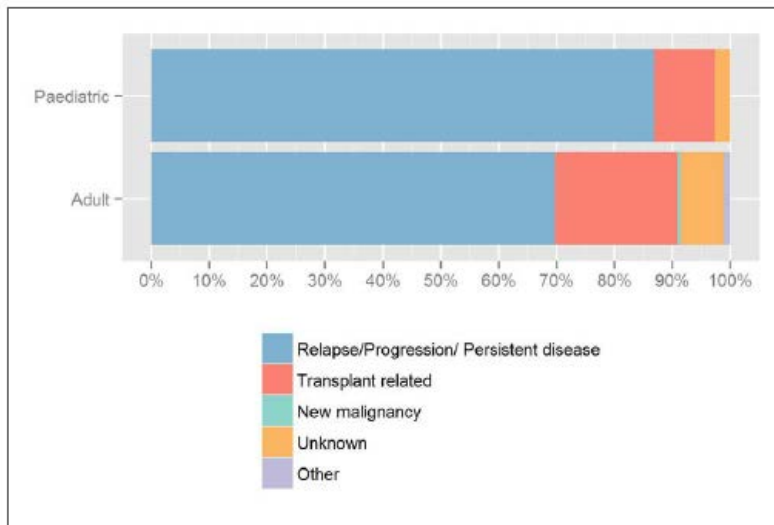 Paediatric
Adult
0% 10% 20% 30% 40% 50% 60% 70% 80% 90% 100%
Relapse/Progression/ Persistent disease
Transplant related
New malignancy
Unknown
Other